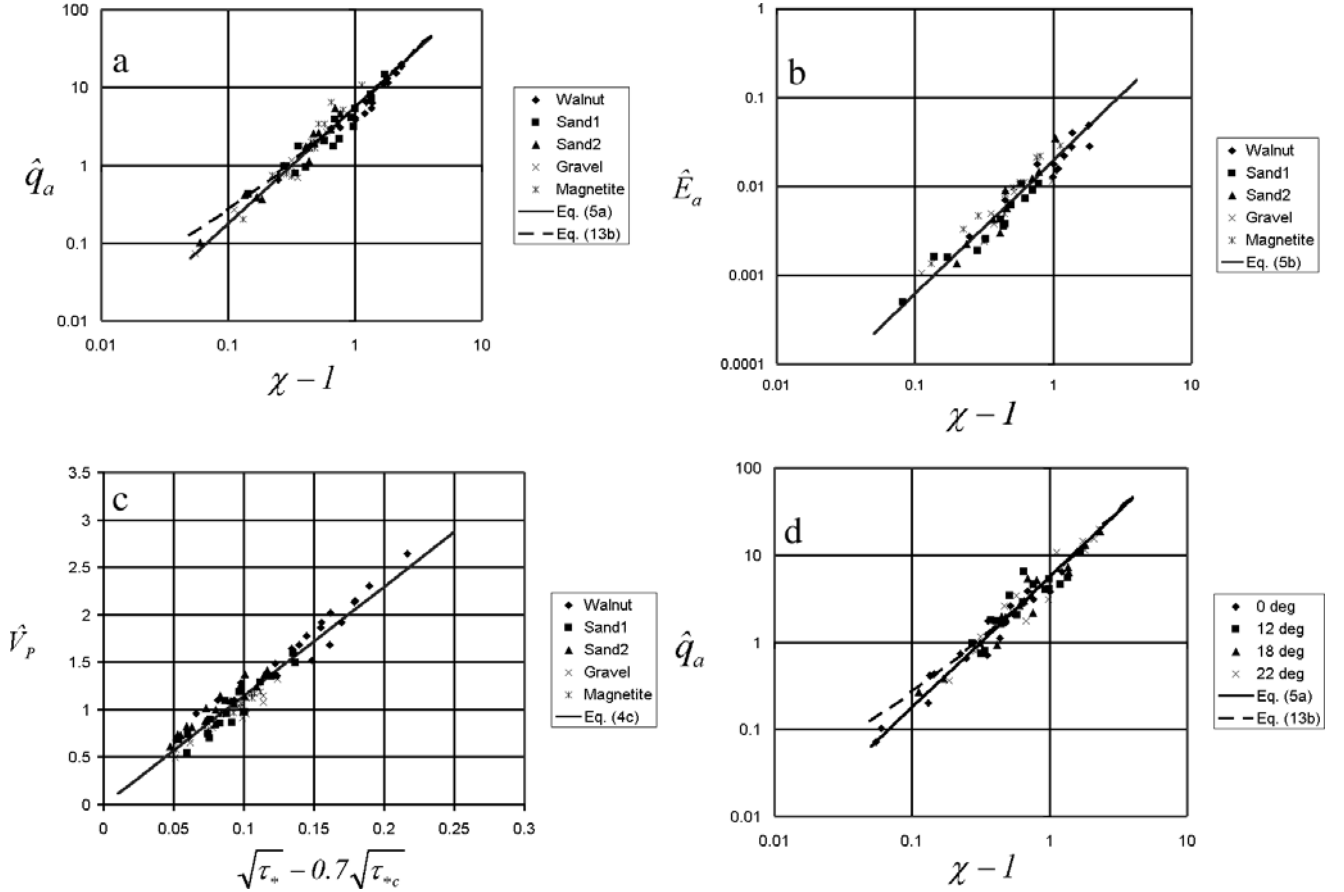 a
100
10
1
0.1
0.01
0.01 0.1 1 10
q̂ₐ
χ − 1
Walnut
Sand1
Sand2
Gravel
Magnetite
Eq. (5a)
Eq. (13b)
b
1
0.1
0.01
0.001
0.0001
0.01 0.1 1 10
Êₐ
χ − 1
Walnut
Sand1
Sand2
Gravel
Magnetite
Eq. (5b)
c
3.5
3
2.5
2
1.5
1
0.5
0
0 0.05 0.1 0.15 0.2 0.25 0.3
V̂_P
√τ_* − 0.7√τ_*c
Walnut
Sand1
Sand2
Gravel
Magnetite
Eq. (4c)
d
100
10
1
0.1
0.01
0.01 0.1 1 10
q̂ₐ
χ − 1
0 deg
12 deg
18 deg
22 deg
Eq. (5a)
Eq. (13b)